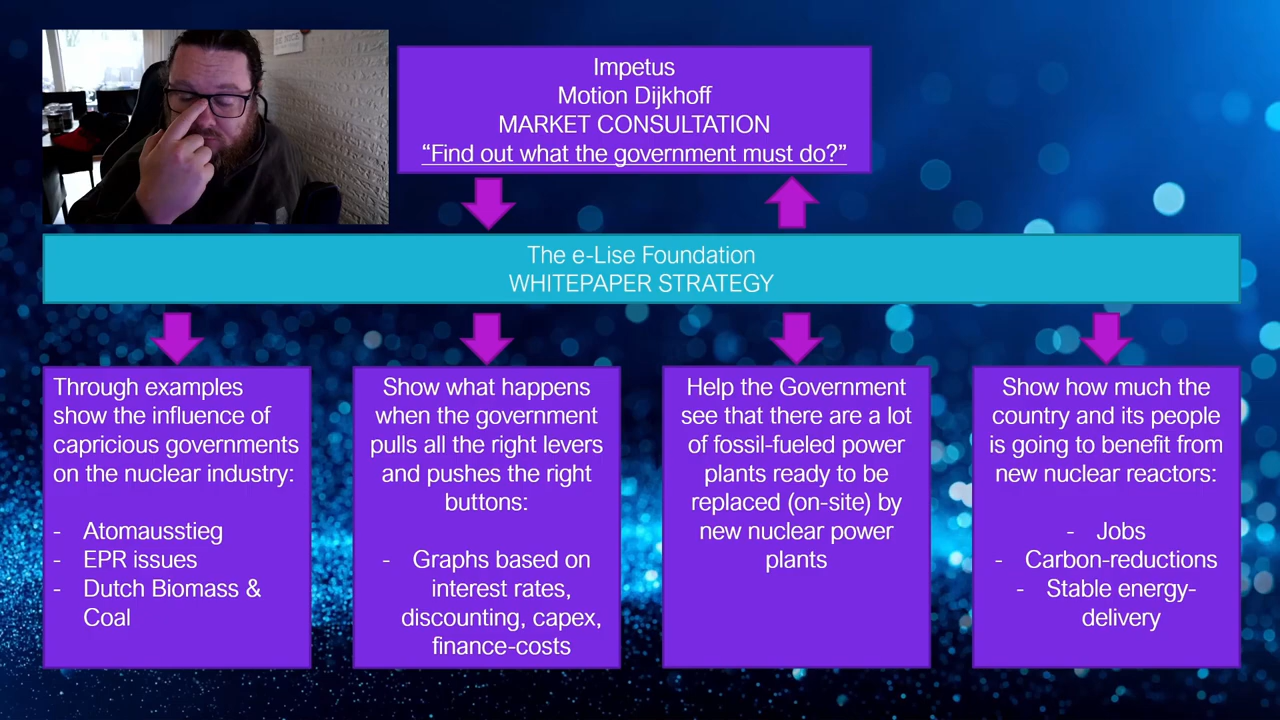 Impetus
Motion Dijkhoff
MARKET CONSULTATION
“Find out what the government must do?”
The e-Lise Foundation
WHITEPAPER STRATEGY
Through examples
show the influence of
capricious governments
on the nuclear industry:
- Atomausstieg
- EPR issues
- Dutch Biomass &
Coal
Show what happens
when the government
pulls all the right levers
and pushes the right
buttons:
- Graphs based on
interest rates,
discounting, capex,
finance-costs
Help the Government
see that there are a lot
of fossil-fueled power
plants ready to be
replaced (on-site) by
new nuclear power
plants
Show how much the
country and its people
is going to benefit from
new nuclear reactors:
- Jobs
- Carbon-reductions
- Stable energy-
delivery